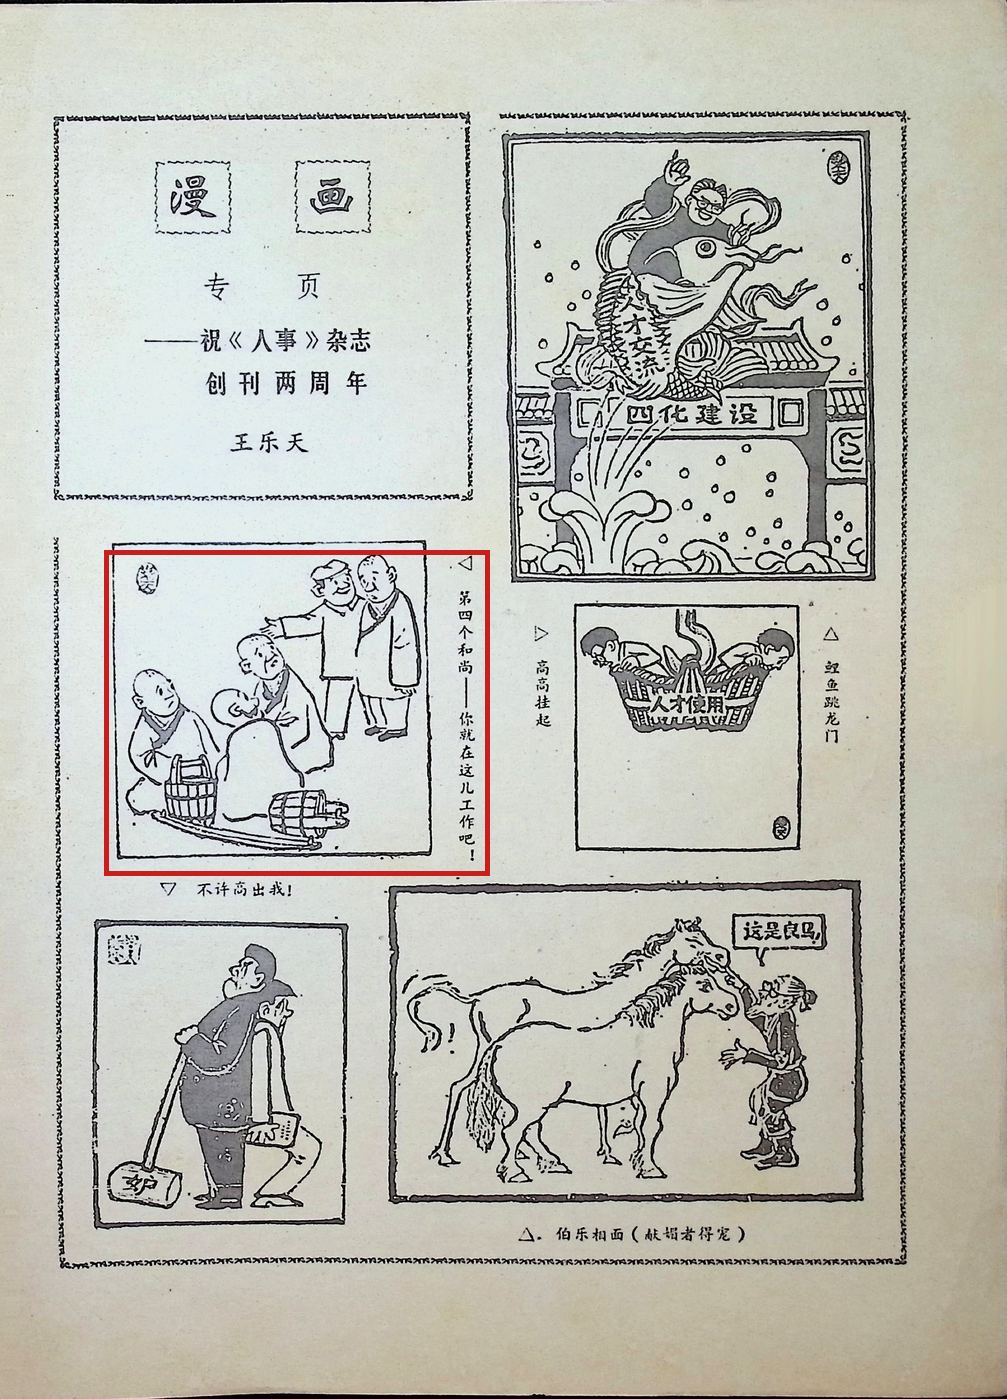 漫画
专页
——祝《人事》杂志
创刊两周年
王乐天
人才交流
四化建设
△ 鲤鱼跳龙门
◁ 第四个和尚——你就在这儿工作吧！
▷ 高高挂起
人才使用
▽ 不许高出我！
妒
这是良马，
△. 伯乐相面（献媚者得宠）